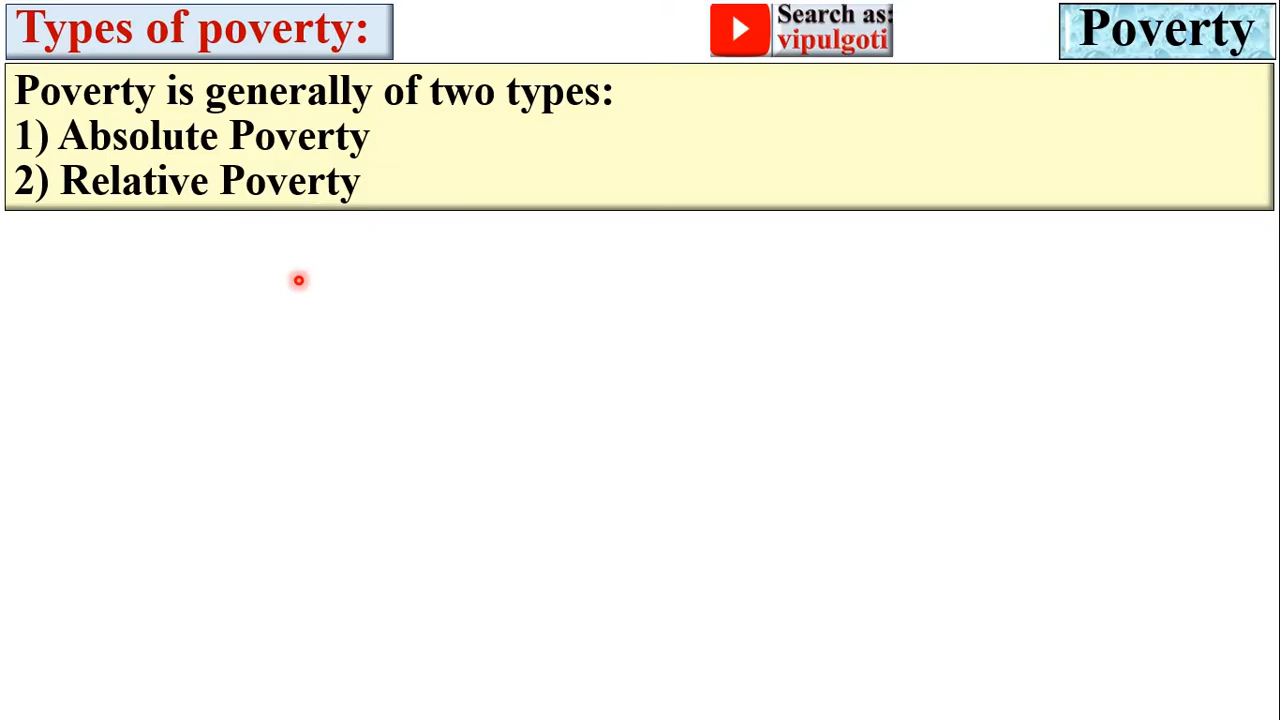 Types of poverty:
Search as:
vipulgoti
Poverty
Poverty is generally of two types:
1) Absolute Poverty
2) Relative Poverty